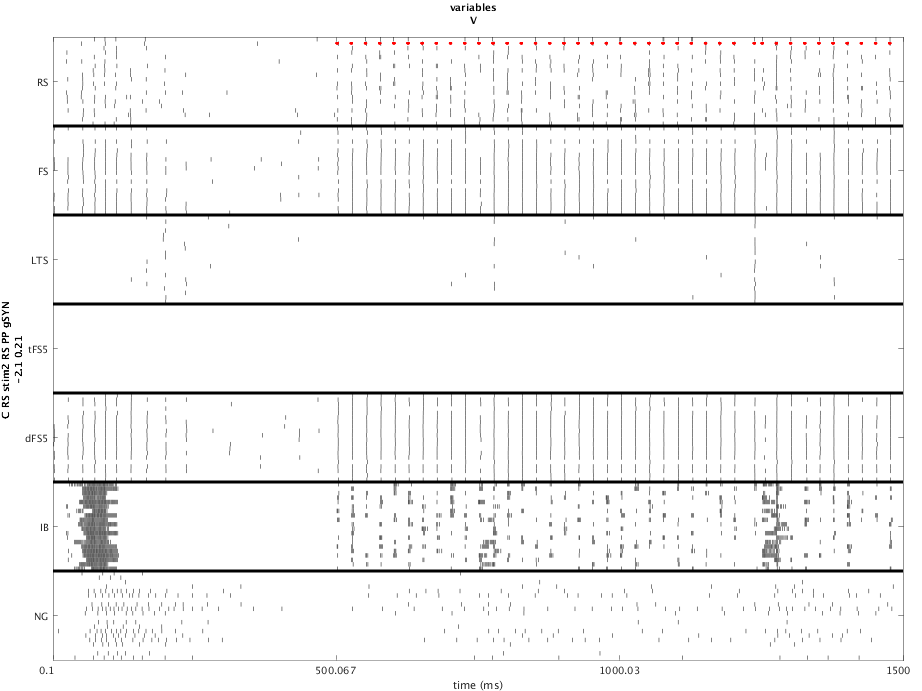 variables
V
RS
FS
LTS
tFS5
dFS5
IB
NG
C RS stim2 RS PP gSYN
-2.1 0.21
0.1
500.067
1000.03
1500
time (ms)